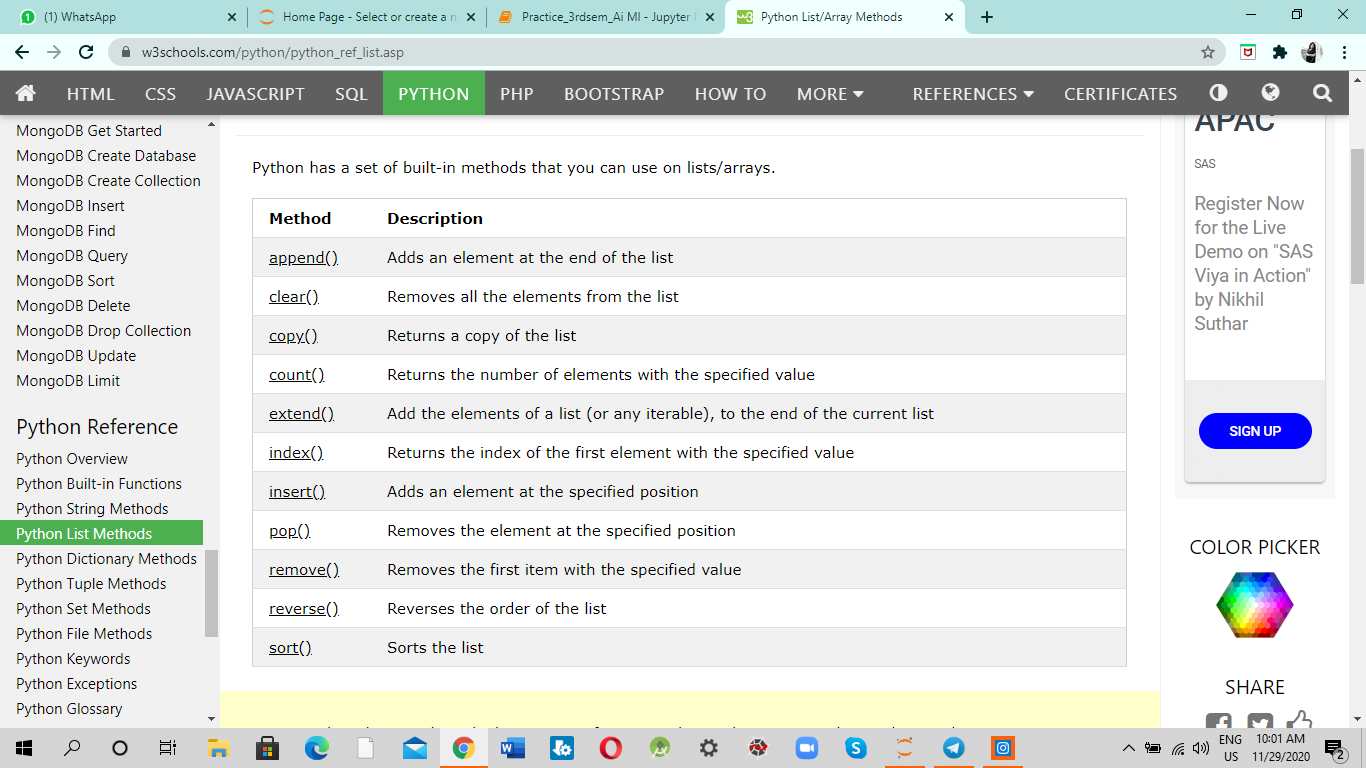 (1) WhatsApp
Home Page - Select or create a n
Practice_3rdsem_Ai Ml - Jupyter
Python List/Array Methods
w3schools.com/python/python_ref_list.asp
HTML CSS JAVASCRIPT SQL PYTHON PHP BOOTSTRAP HOW TO MORE REFERENCES CERTIFICATES
MongoDB Get Started
MongoDB Create Database
MongoDB Create Collection
MongoDB Insert
MongoDB Find
MongoDB Query
MongoDB Sort
MongoDB Delete
MongoDB Drop Collection
MongoDB Update
MongoDB Limit
Python Reference
Python Overview
Python Built-in Functions
Python String Methods
Python List Methods
Python Dictionary Methods
Python Tuple Methods
Python Set Methods
Python File Methods
Python Keywords
Python Exceptions
Python Glossary
Python has a set of built-in methods that you can use on lists/arrays.
Method Description
append() Adds an element at the end of the list
clear() Removes all the elements from the list
copy() Returns a copy of the list
count() Returns the number of elements with the specified value
extend() Add the elements of a list (or any iterable), to the end of the current list
index() Returns the index of the first element with the specified value
insert() Adds an element at the specified position
pop() Removes the element at the specified position
remove() Removes the first item with the specified value
reverse() Reverses the order of the list
sort() Sorts the list
APAC
SAS
Register Now
for the Live
Demo on "SAS
Viya in Action"
by Nikhil
Suthar
SIGN UP
COLOR PICKER
SHARE
ENG
US
10:01 AM
11/29/2020
2